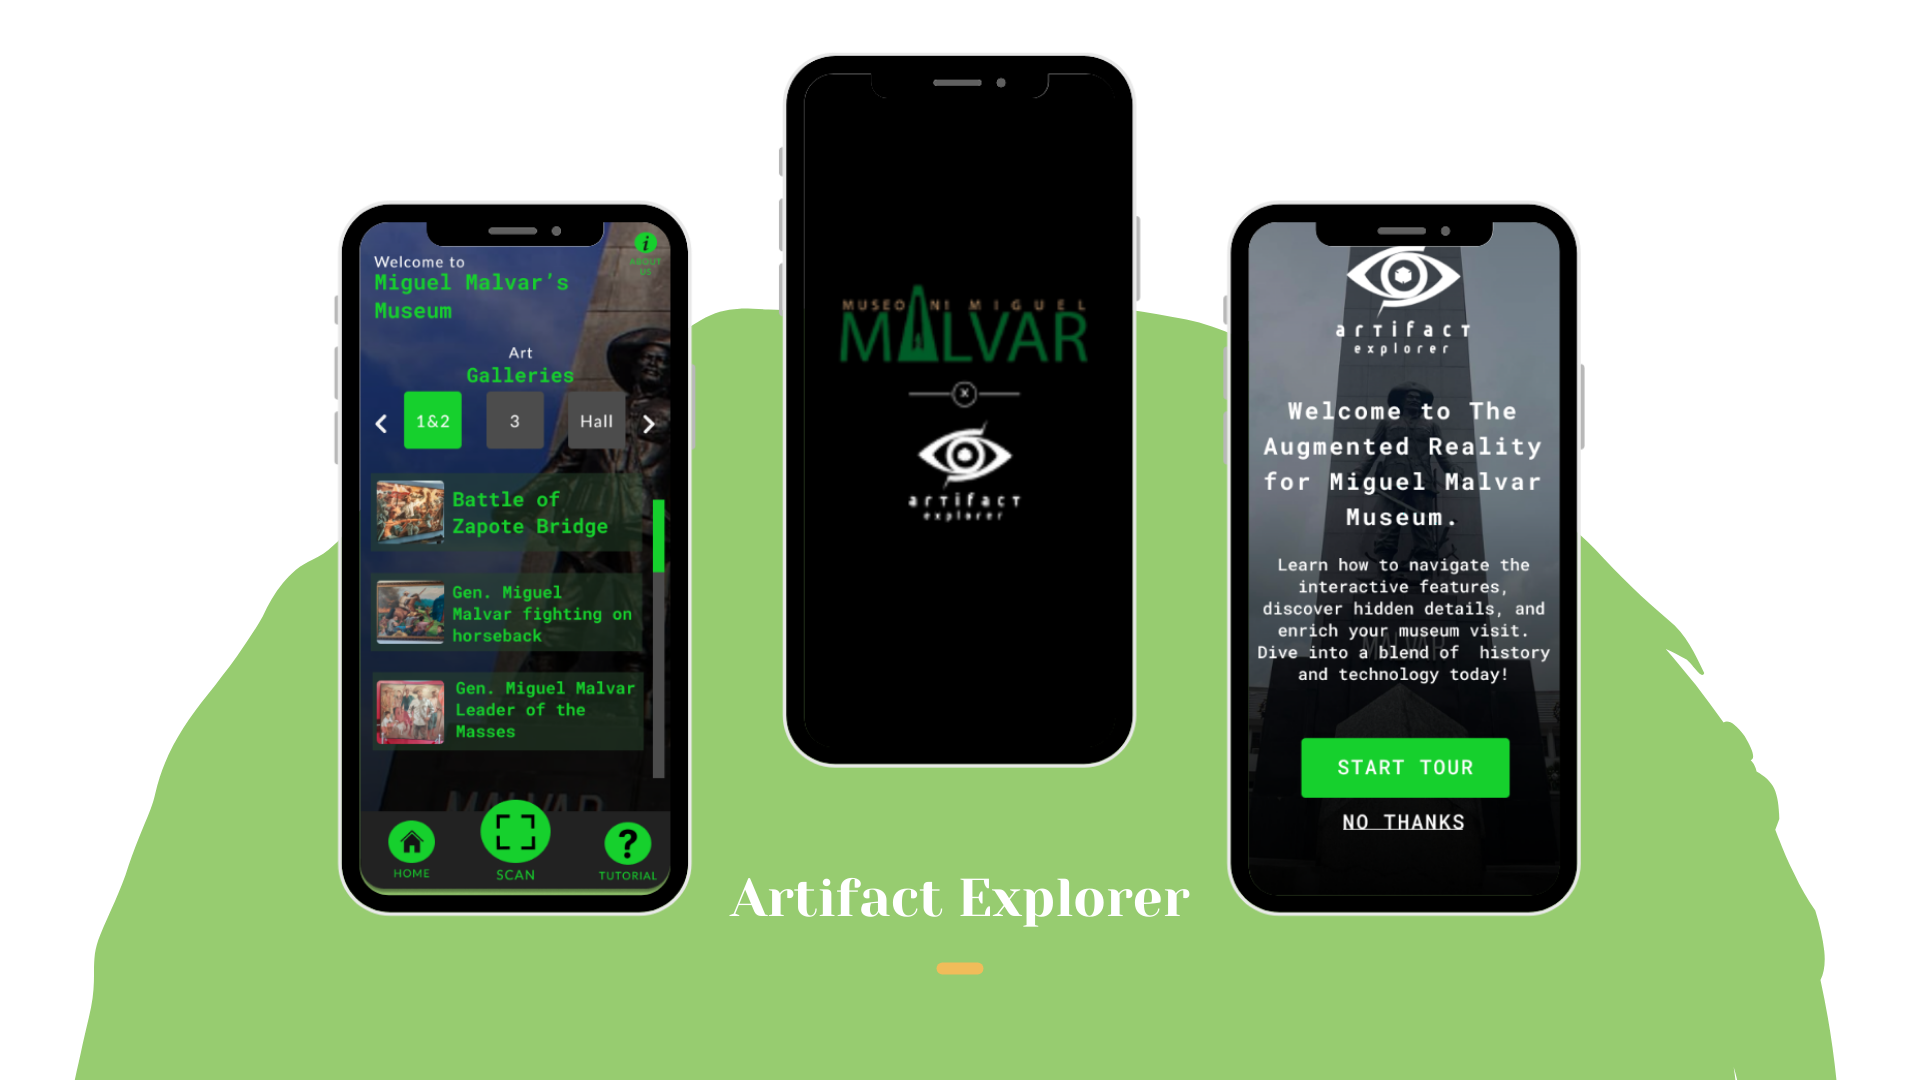 Welcome to
Miguel Malvar's
Museum
i
ABOUT
US
Art
Galleries
1&2
3
Hall
Battle of
Zapote Bridge
Gen. Miguel
Malvar fighting on
horseback
Gen. Miguel Malvar
Leader of the
Masses
MALVAR
HOME
SCAN
?
TUTORIAL
MUSEO NI MIGUEL
MALVAR
X
artifact
explorer
artifact
explorer
Welcome to The
Augmented Reality
for Miguel Malvar
Museum.
Learn how to navigate the
interactive features,
discover hidden details, and
enrich your museum visit.
Dive into a blend of history
and technology today!
MALVAR
START TOUR
NO THANKS
Artifact Explorer